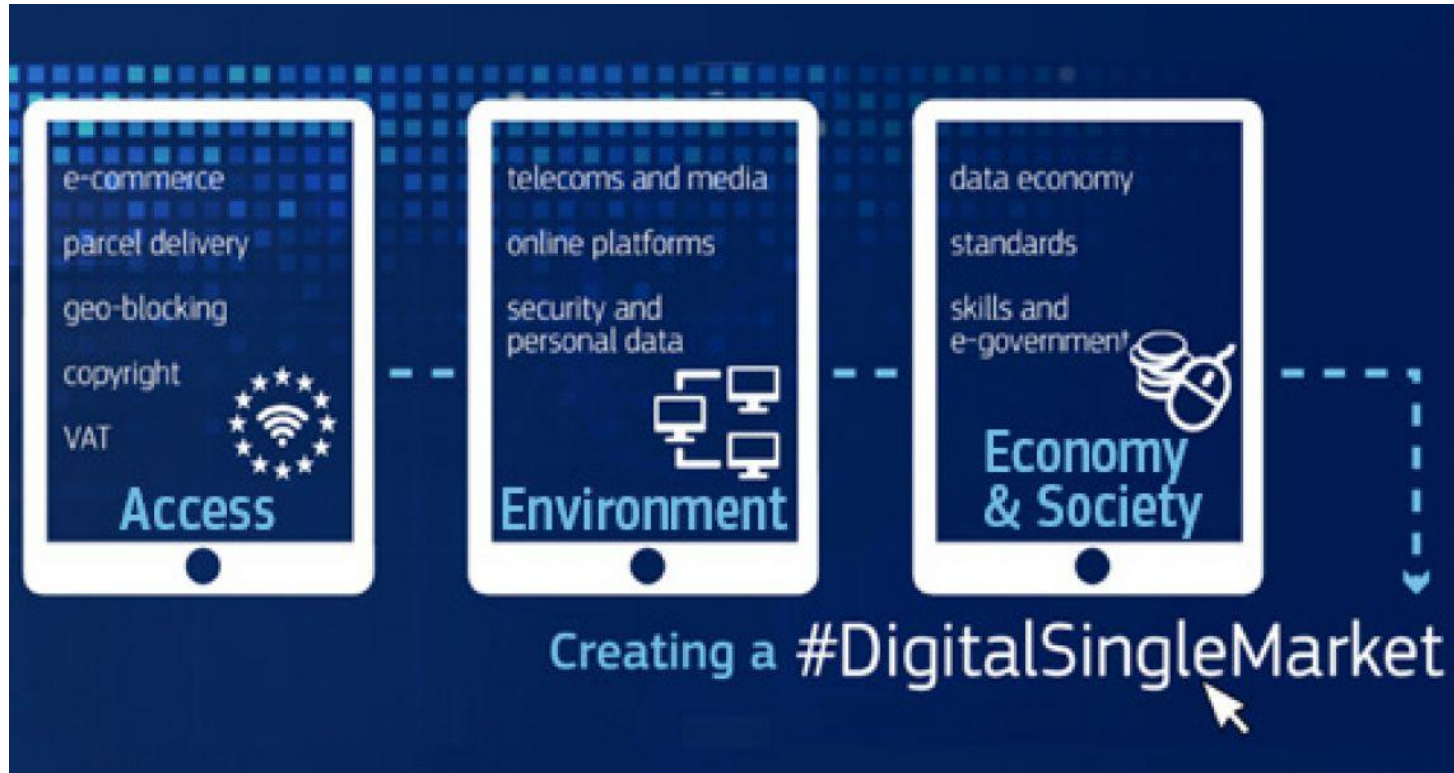 e-commerce
parcel delivery
geo-blocking
copyright
VAT
Access
telecoms and media
online platforms
security and
personal data
Environment
data economy
standards
skills and
e-government
Economy
& Society
Creating a #DigitalSingleMarket